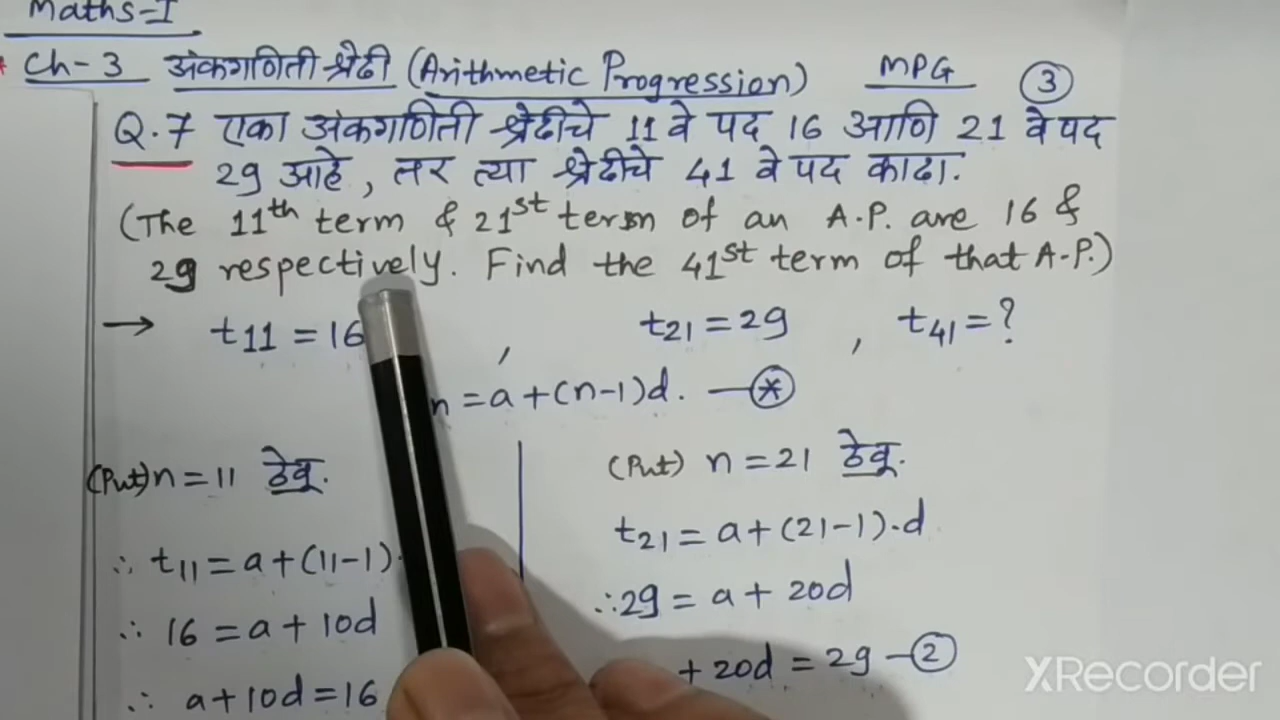 Maths-I
Ch-3 अंकगणिती श्रेढी (Arithmetic Progression) MPG 3
Q.7 एका अंकगणिती श्रेढीचे 11 वे पद 16 आणि 21 वे पद
29 आहे, तर त्या श्रेढीचे 41 वे पद काढा.
(The 11th term & 21st term of an A.P. are 16 &
29 respectively. Find the 41st term of that A.P.)
→ t11 = 16 , t21 = 29 , t41 = ?
n = a + (n-1)d. —⊛
(Put) n = 11 ठेवू.
∴ t11 = a + (11-1)
∴ 16 = a + 10d
∴ a + 10d = 16
(Put) n = 21 ठेवू.
t21 = a + (21-1)·d
∴ 29 = a + 20d
+ 20d = 29 —②
XRecorder